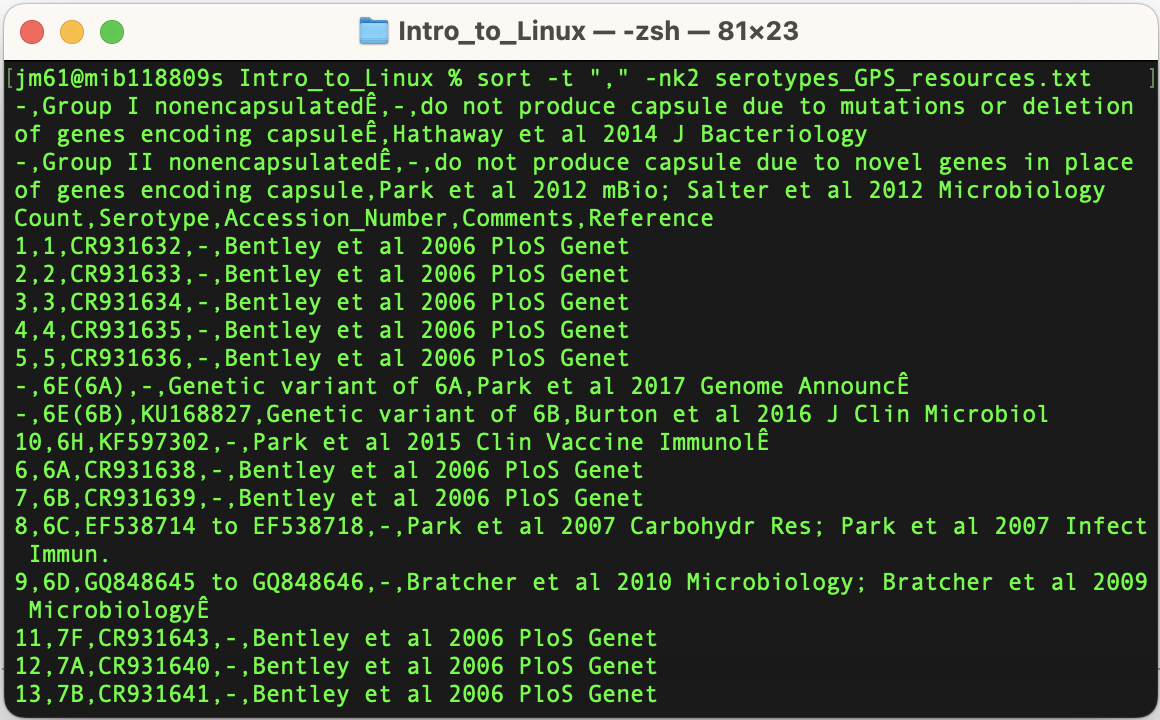 Intro_to_Linux — -zsh — 81×23
[jm61@mib118809s Intro_to_Linux % sort -t "," -nk2 serotypes_GPS_resources.txt ]
-,Group I nonencapsulatedÊ,-,do not produce capsule due to mutations or deletion
of genes encoding capsuleÊ,Hathaway et al 2014 J Bacteriology
-,Group II nonencapsulatedÊ,-,do not produce capsule due to novel genes in place
of genes encoding capsule,Park et al 2012 mBio; Salter et al 2012 Microbiology
Count,Serotype,Accession_Number,Comments,Reference
1,1,CR931632,-,Bentley et al 2006 PloS Genet
2,2,CR931633,-,Bentley et al 2006 PloS Genet
3,3,CR931634,-,Bentley et al 2006 PloS Genet
4,4,CR931635,-,Bentley et al 2006 PloS Genet
5,5,CR931636,-,Bentley et al 2006 PloS Genet
-,6E(6A),-,Genetic variant of 6A,Park et al 2017 Genome AnnouncÊ
-,6E(6B),KU168827,Genetic variant of 6B,Burton et al 2016 J Clin Microbiol
10,6H,KF597302,-,Park et al 2015 Clin Vaccine ImmunolÊ
6,6A,CR931638,-,Bentley et al 2006 PloS Genet
7,6B,CR931639,-,Bentley et al 2006 PloS Genet
8,6C,EF538714 to EF538718,-,Park et al 2007 Carbohydr Res; Park et al 2007 Infect
 Immun.
9,6D,GQ848645 to GQ848646,-,Bratcher et al 2010 Microbiology; Bratcher et al 2009
 MicrobiologyÊ
11,7F,CR931643,-,Bentley et al 2006 PloS Genet
12,7A,CR931640,-,Bentley et al 2006 PloS Genet
13,7B,CR931641,-,Bentley et al 2006 PloS Genet